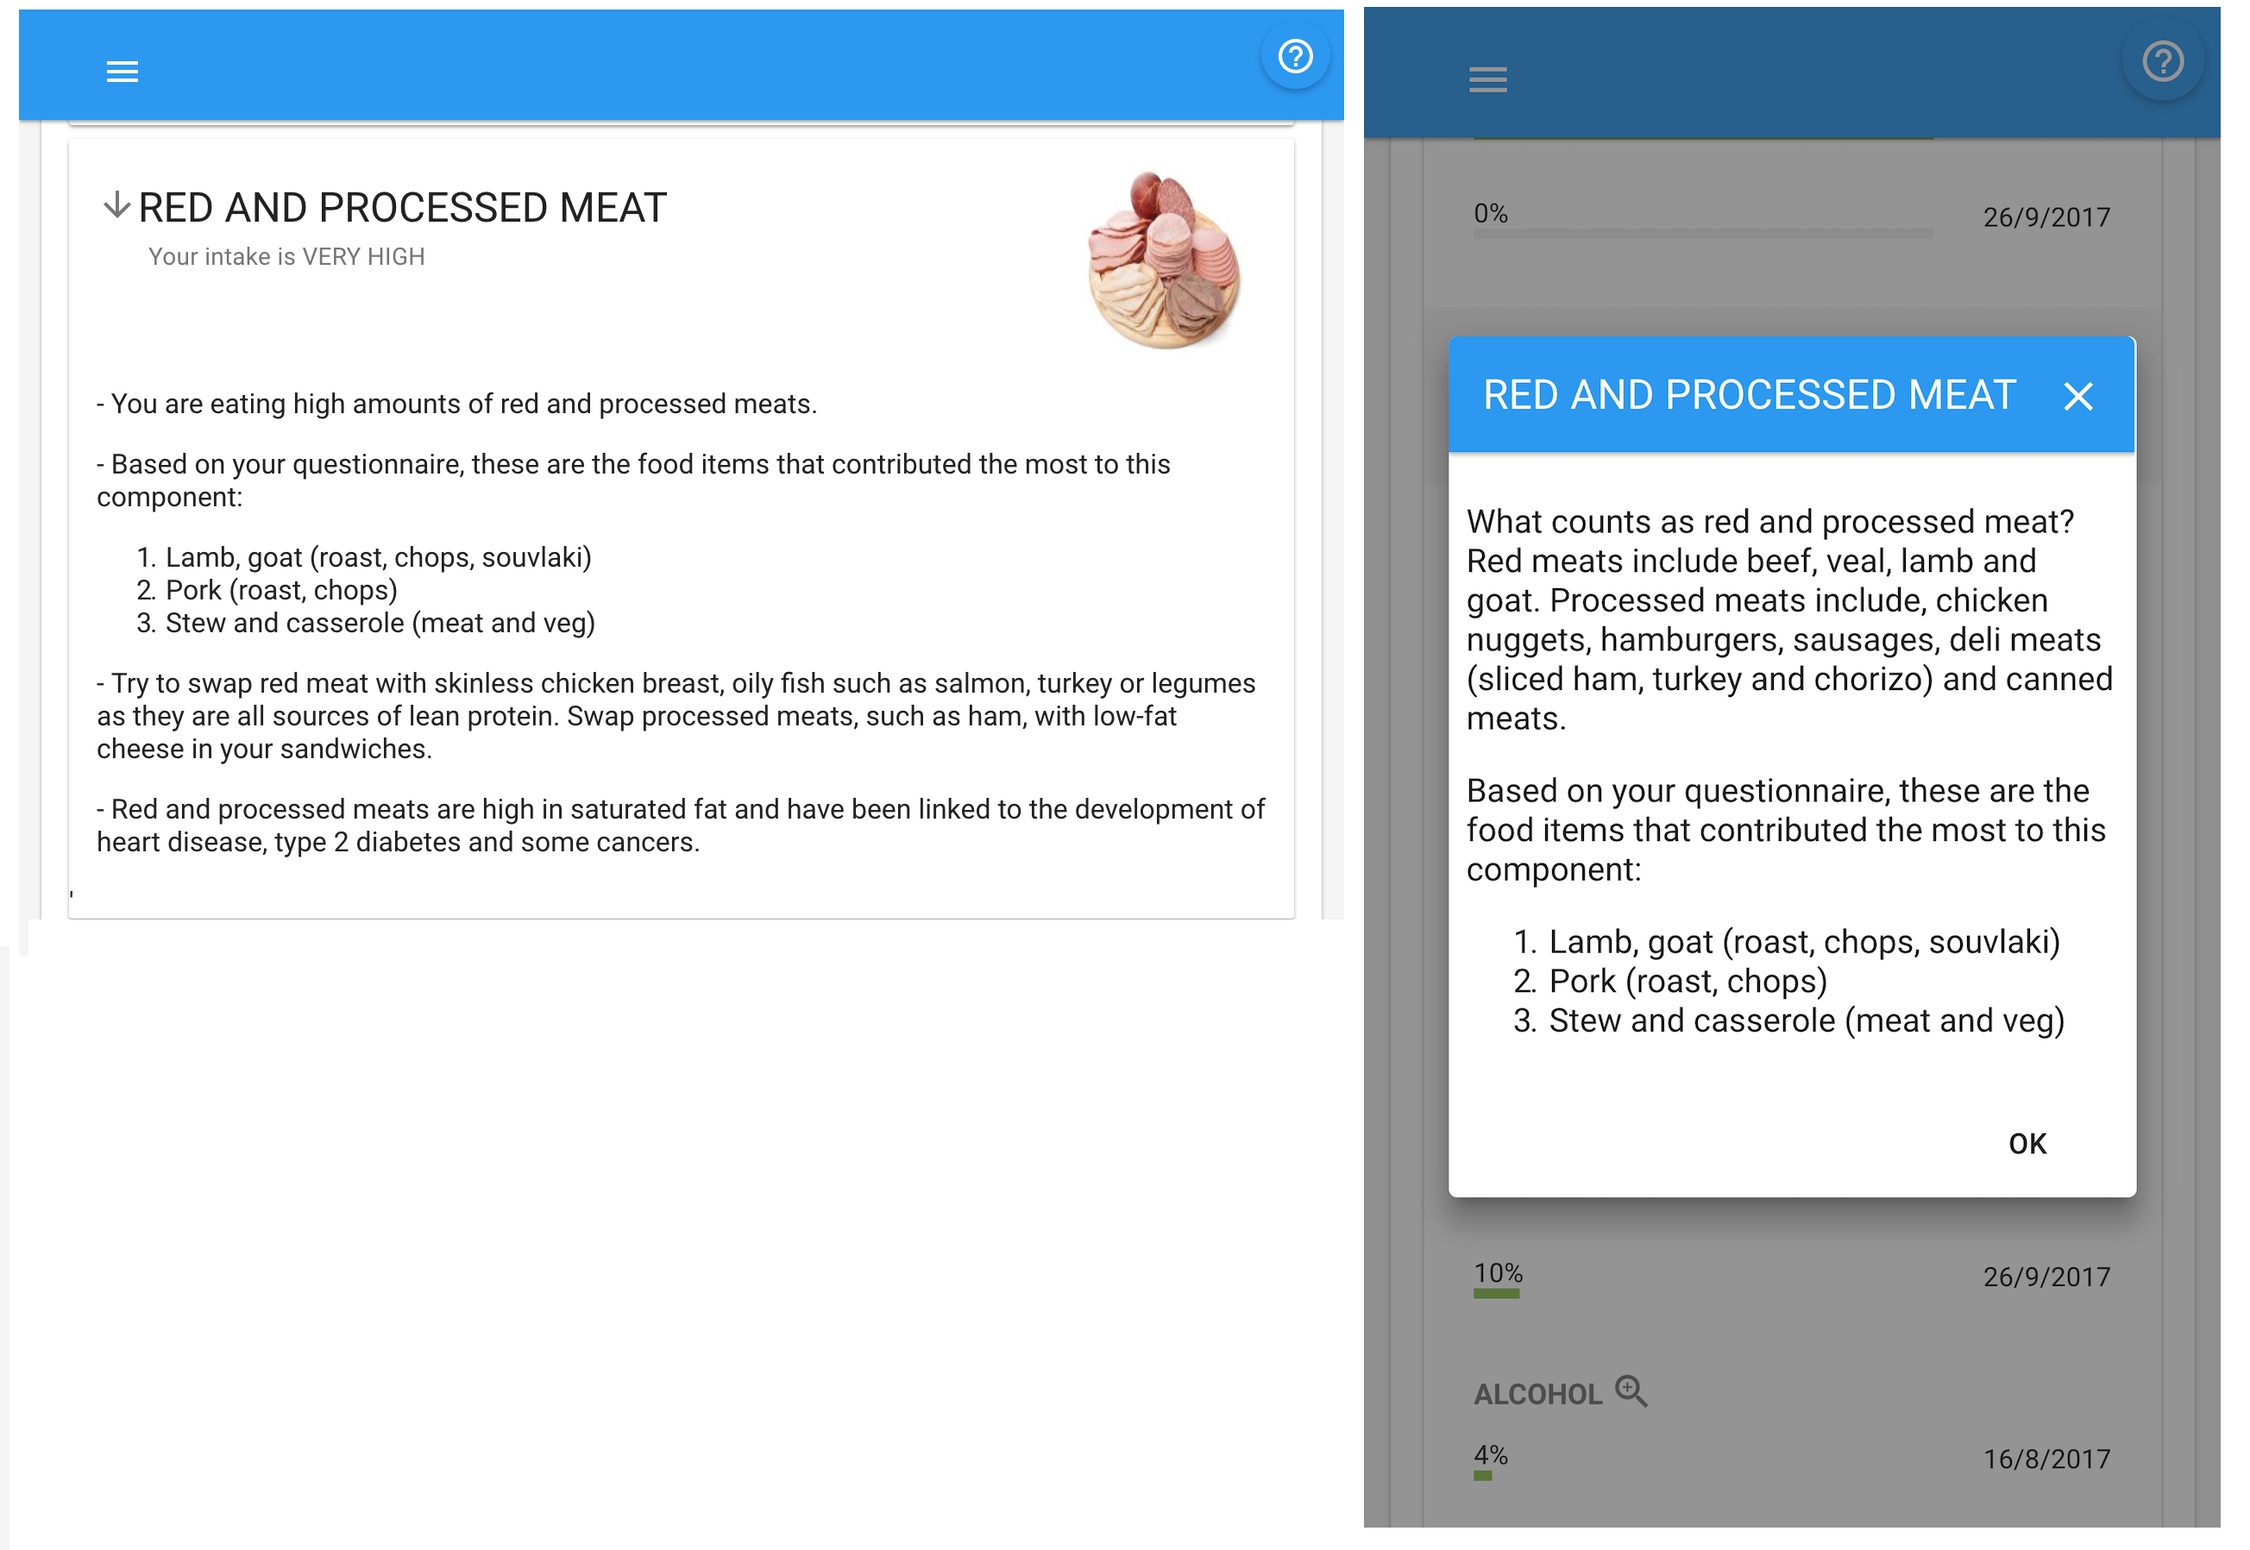 RED AND PROCESSED MEAT
Your intake is VERY HIGH
- You are eating high amounts of red and processed meats.
- Based on your questionnaire, these are the food items that contributed the most to this
component:
1. Lamb, goat (roast, chops, souvlaki)
2. Pork (roast, chops)
3. Stew and casserole (meat and veg)
- Try to swap red meat with skinless chicken breast, oily fish such as salmon, turkey or legumes
as they are all sources of lean protein. Swap processed meats, such as ham, with low-fat
cheese in your sandwiches.
- Red and processed meats are high in saturated fat and have been linked to the development of
heart disease, type 2 diabetes and some cancers.
'
0% 26/9/2017
RED AND PROCESSED MEAT
What counts as red and processed meat?
Red meats include beef, veal, lamb and
goat. Processed meats include, chicken
nuggets, hamburgers, sausages, deli meats
(sliced ham, turkey and chorizo) and canned
meats.
Based on your questionnaire, these are the
food items that contributed the most to this
component:
1. Lamb, goat (roast, chops, souvlaki)
2. Pork (roast, chops)
3. Stew and casserole (meat and veg)
OK
10% 26/9/2017
ALCOHOL
4% 16/8/2017